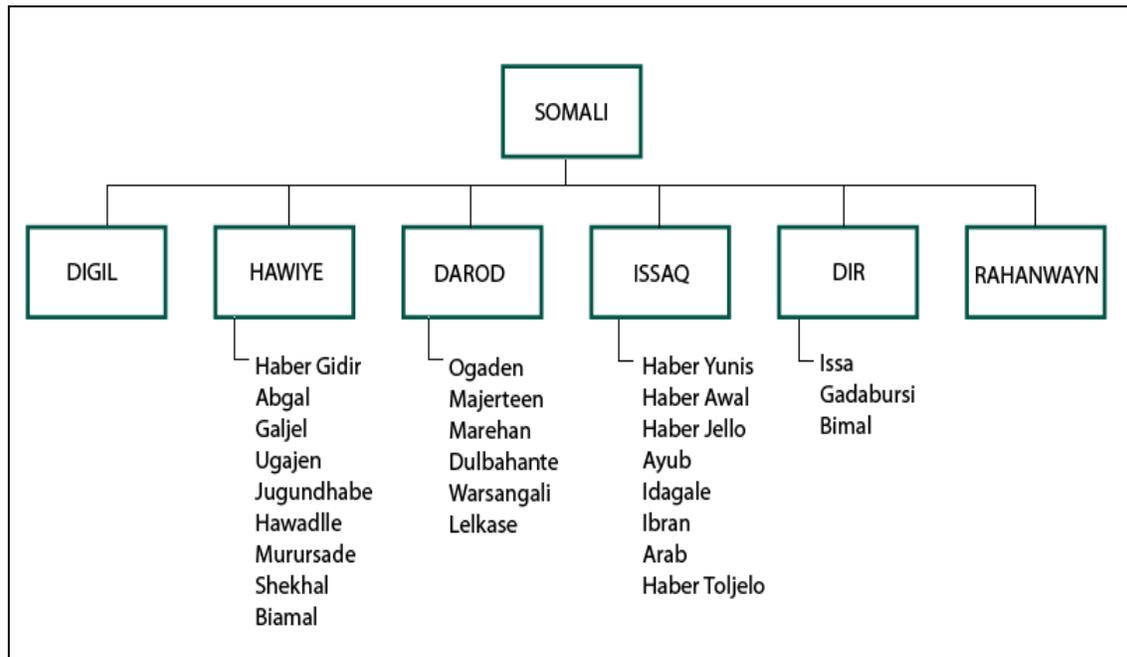 SOMALI
DIGIL
HAWIYE
DAROD
ISSAQ
DIR
RAHANWAYN
Haber Gidir
Abgal
Galjel
Ugajen
Jugundhabe
Hawadlle
Murursade
Shekhal
Biamal
Ogaden
Majerteen
Marehan
Dulbahante
Warsangali
Lelkase
Haber Yunis
Haber Awal
Haber Jello
Ayub
Idagale
Ibran
Arab
Haber Toljelo
Issa
Gadabursi
Bimal